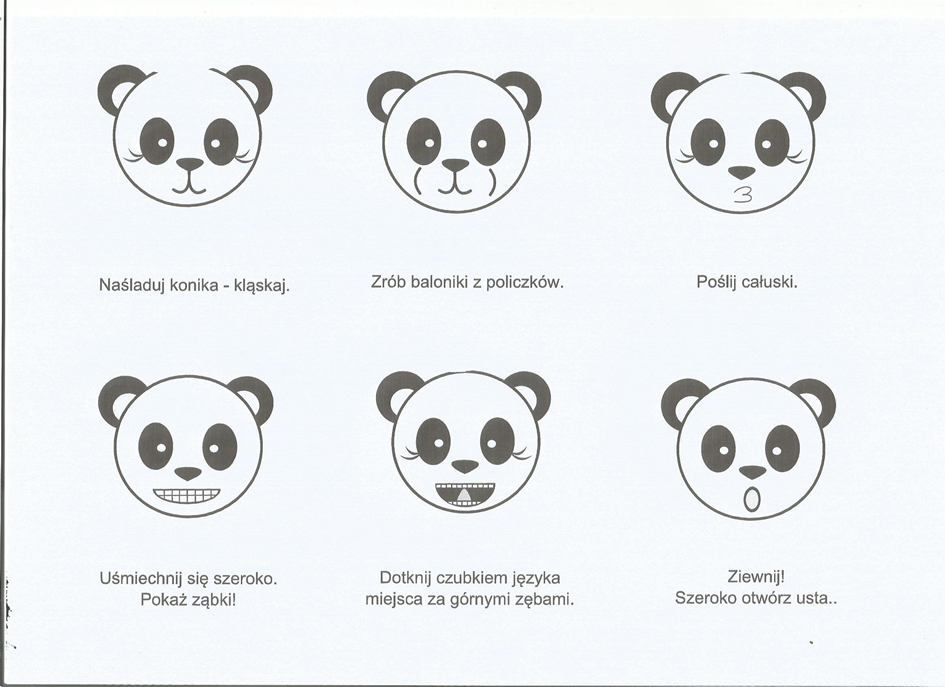 Naśladuj konika - kląskaj.
Zrób baloniki z policzków.
Poślij całuski.
Uśmiechnij się szeroko.
Pokaż ząbki!
Dotknij czubkiem języka
miejsca za górnymi zębami.
Ziewnij!
Szeroko otwórz usta..